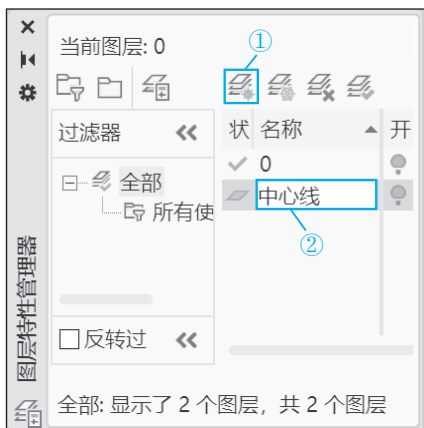 当前图层: 0
①
过滤器
状 名称 开
0
全部
中心线
所有使
②
图层特性管理器
反转过
全部: 显示了 2 个图层，共 2 个图层